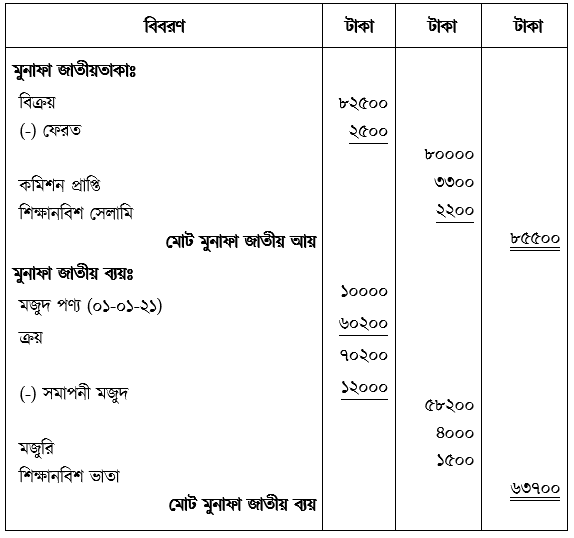 বিবরণ টাকা টাকা টাকা
মুনাফা জাতীয়তাকাঃ
বিক্রয় ৮২৫০০
(-) ফেরত ২৫০০
৮০০০০
কমিশন প্রাপ্তি ৩৩০০
শিক্ষানবিশ সেলামি ২২০০
মোট মুনাফা জাতীয় আয় ৮৫৫০০
মুনাফা জাতীয় ব্যয়ঃ
মজুদ পণ্য (০১-০১-২১) ১০০০০
ক্রয় ৬০২০০
৭০২০০
(-) সমাপনী মজুদ ১২০০০
৫৮২০০
মজুরি ৪০০০
শিক্ষানবিশ ভাতা ১৫০০
মোট মুনাফা জাতীয় ব্যয় ৬৩৭০০